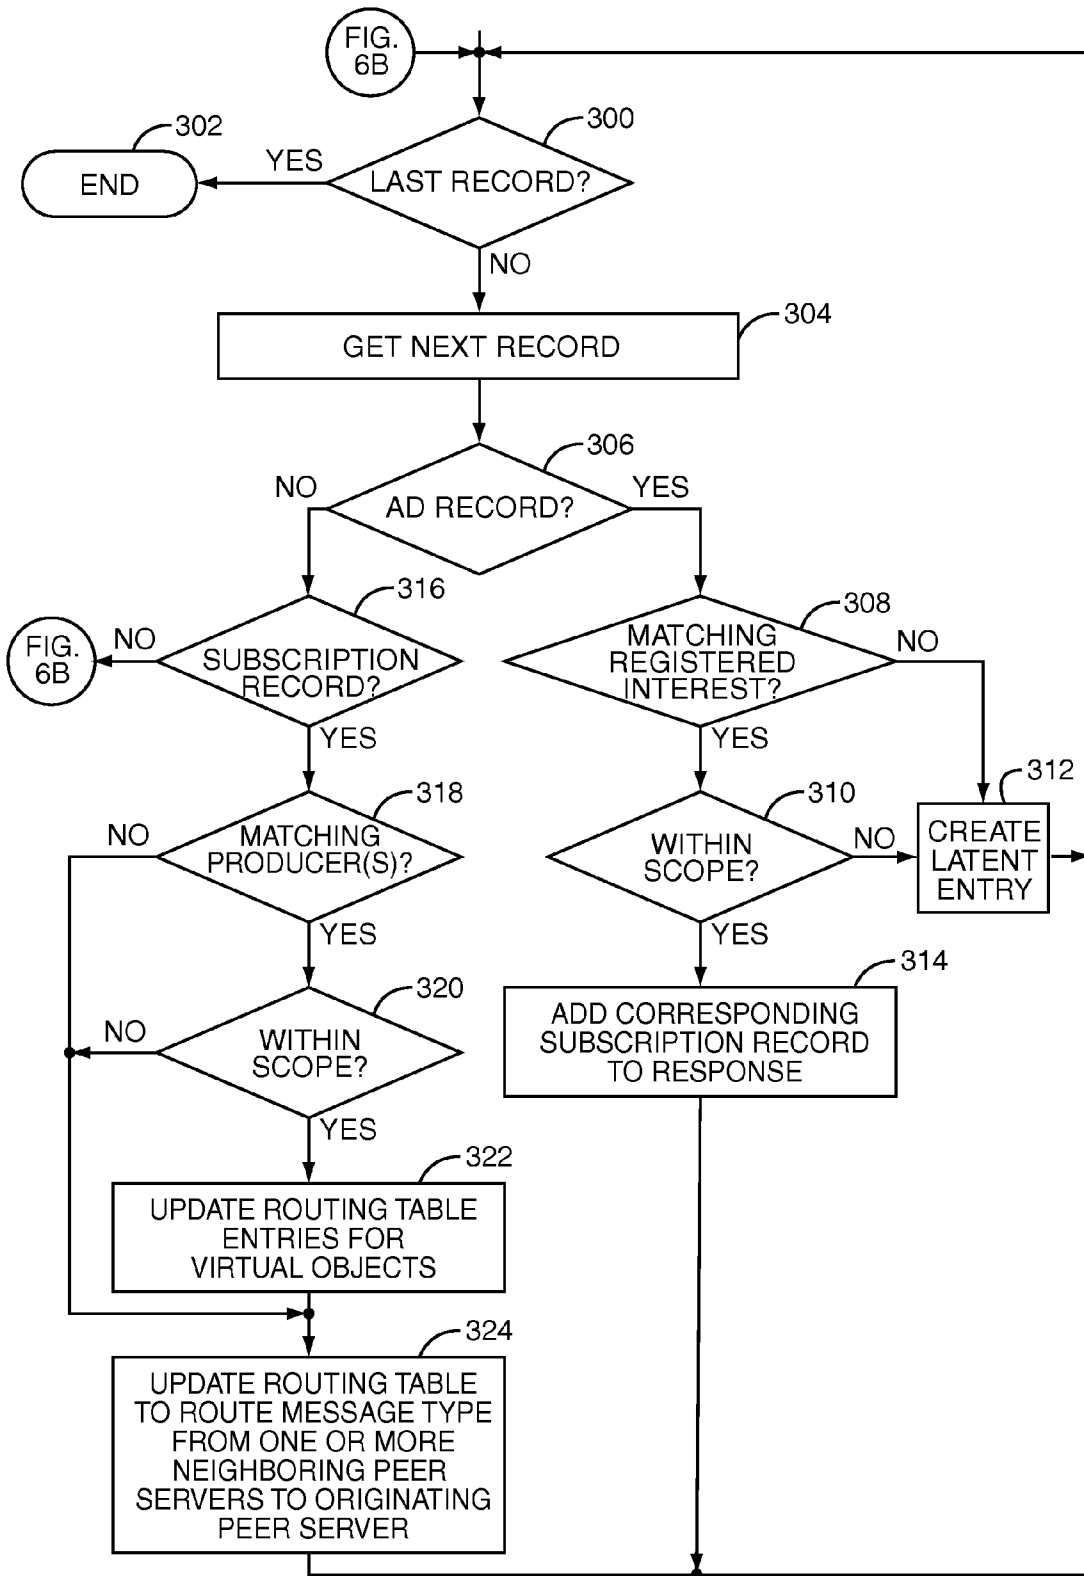 FIG.
6B
300
302
YES
LAST RECORD?
END
NO
304
GET NEXT RECORD
306
NO
YES
AD RECORD?
316
308
FIG.
6B
NO
SUBSCRIPTION
RECORD?
MATCHING
REGISTERED
INTEREST?
NO
YES
YES
318
310
312
NO
MATCHING
PRODUCER(S)?
WITHIN
SCOPE?
NO
CREATE
LATENT
ENTRY
YES
YES
320
314
NO
WITHIN
SCOPE?
ADD CORRESPONDING
SUBSCRIPTION RECORD
TO RESPONSE
YES
322
UPDATE ROUTING TABLE
ENTRIES FOR
VIRTUAL OBJECTS
324
UPDATE ROUTING TABLE
TO ROUTE MESSAGE TYPE
FROM ONE OR MORE
NEIGHBORING PEER
SERVERS TO ORIGINATING
PEER SERVER